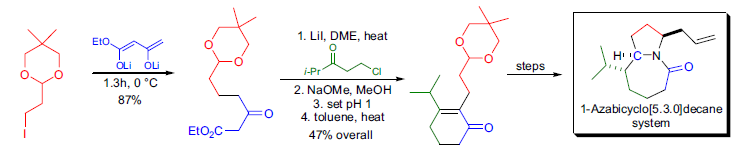 O O
I
EtO
OLi OLi
1.3h, 0 °C
87%
O O
O
EtO₂C
1. LiI, DME, heat
O
i-Pr Cl
2. NaOMe, MeOH
3. set pH 1
4. toluene, heat
47% overall
O O
O
steps
H N
O
1-Azabicyclo[5.3.0]decane
system